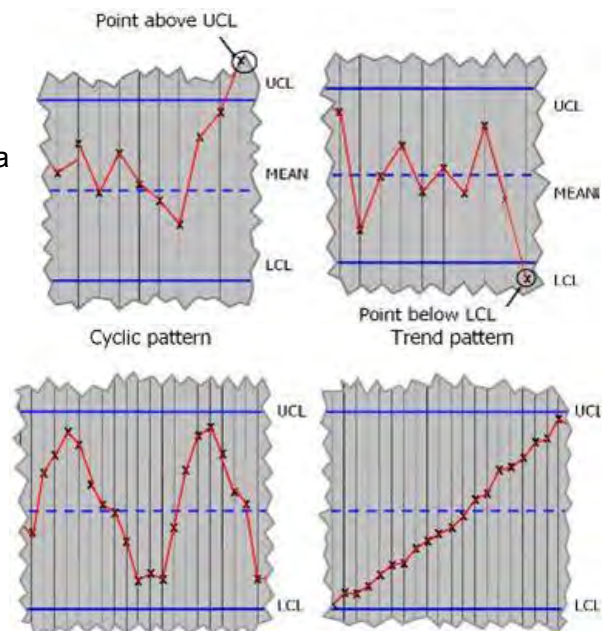 Point above UCL
UCL
a
MEAN
LCL
UCL
MEAN
LCL
Point below LCL
Cyclic pattern
Trend pattern
UCL
LCL
UCL
LCL